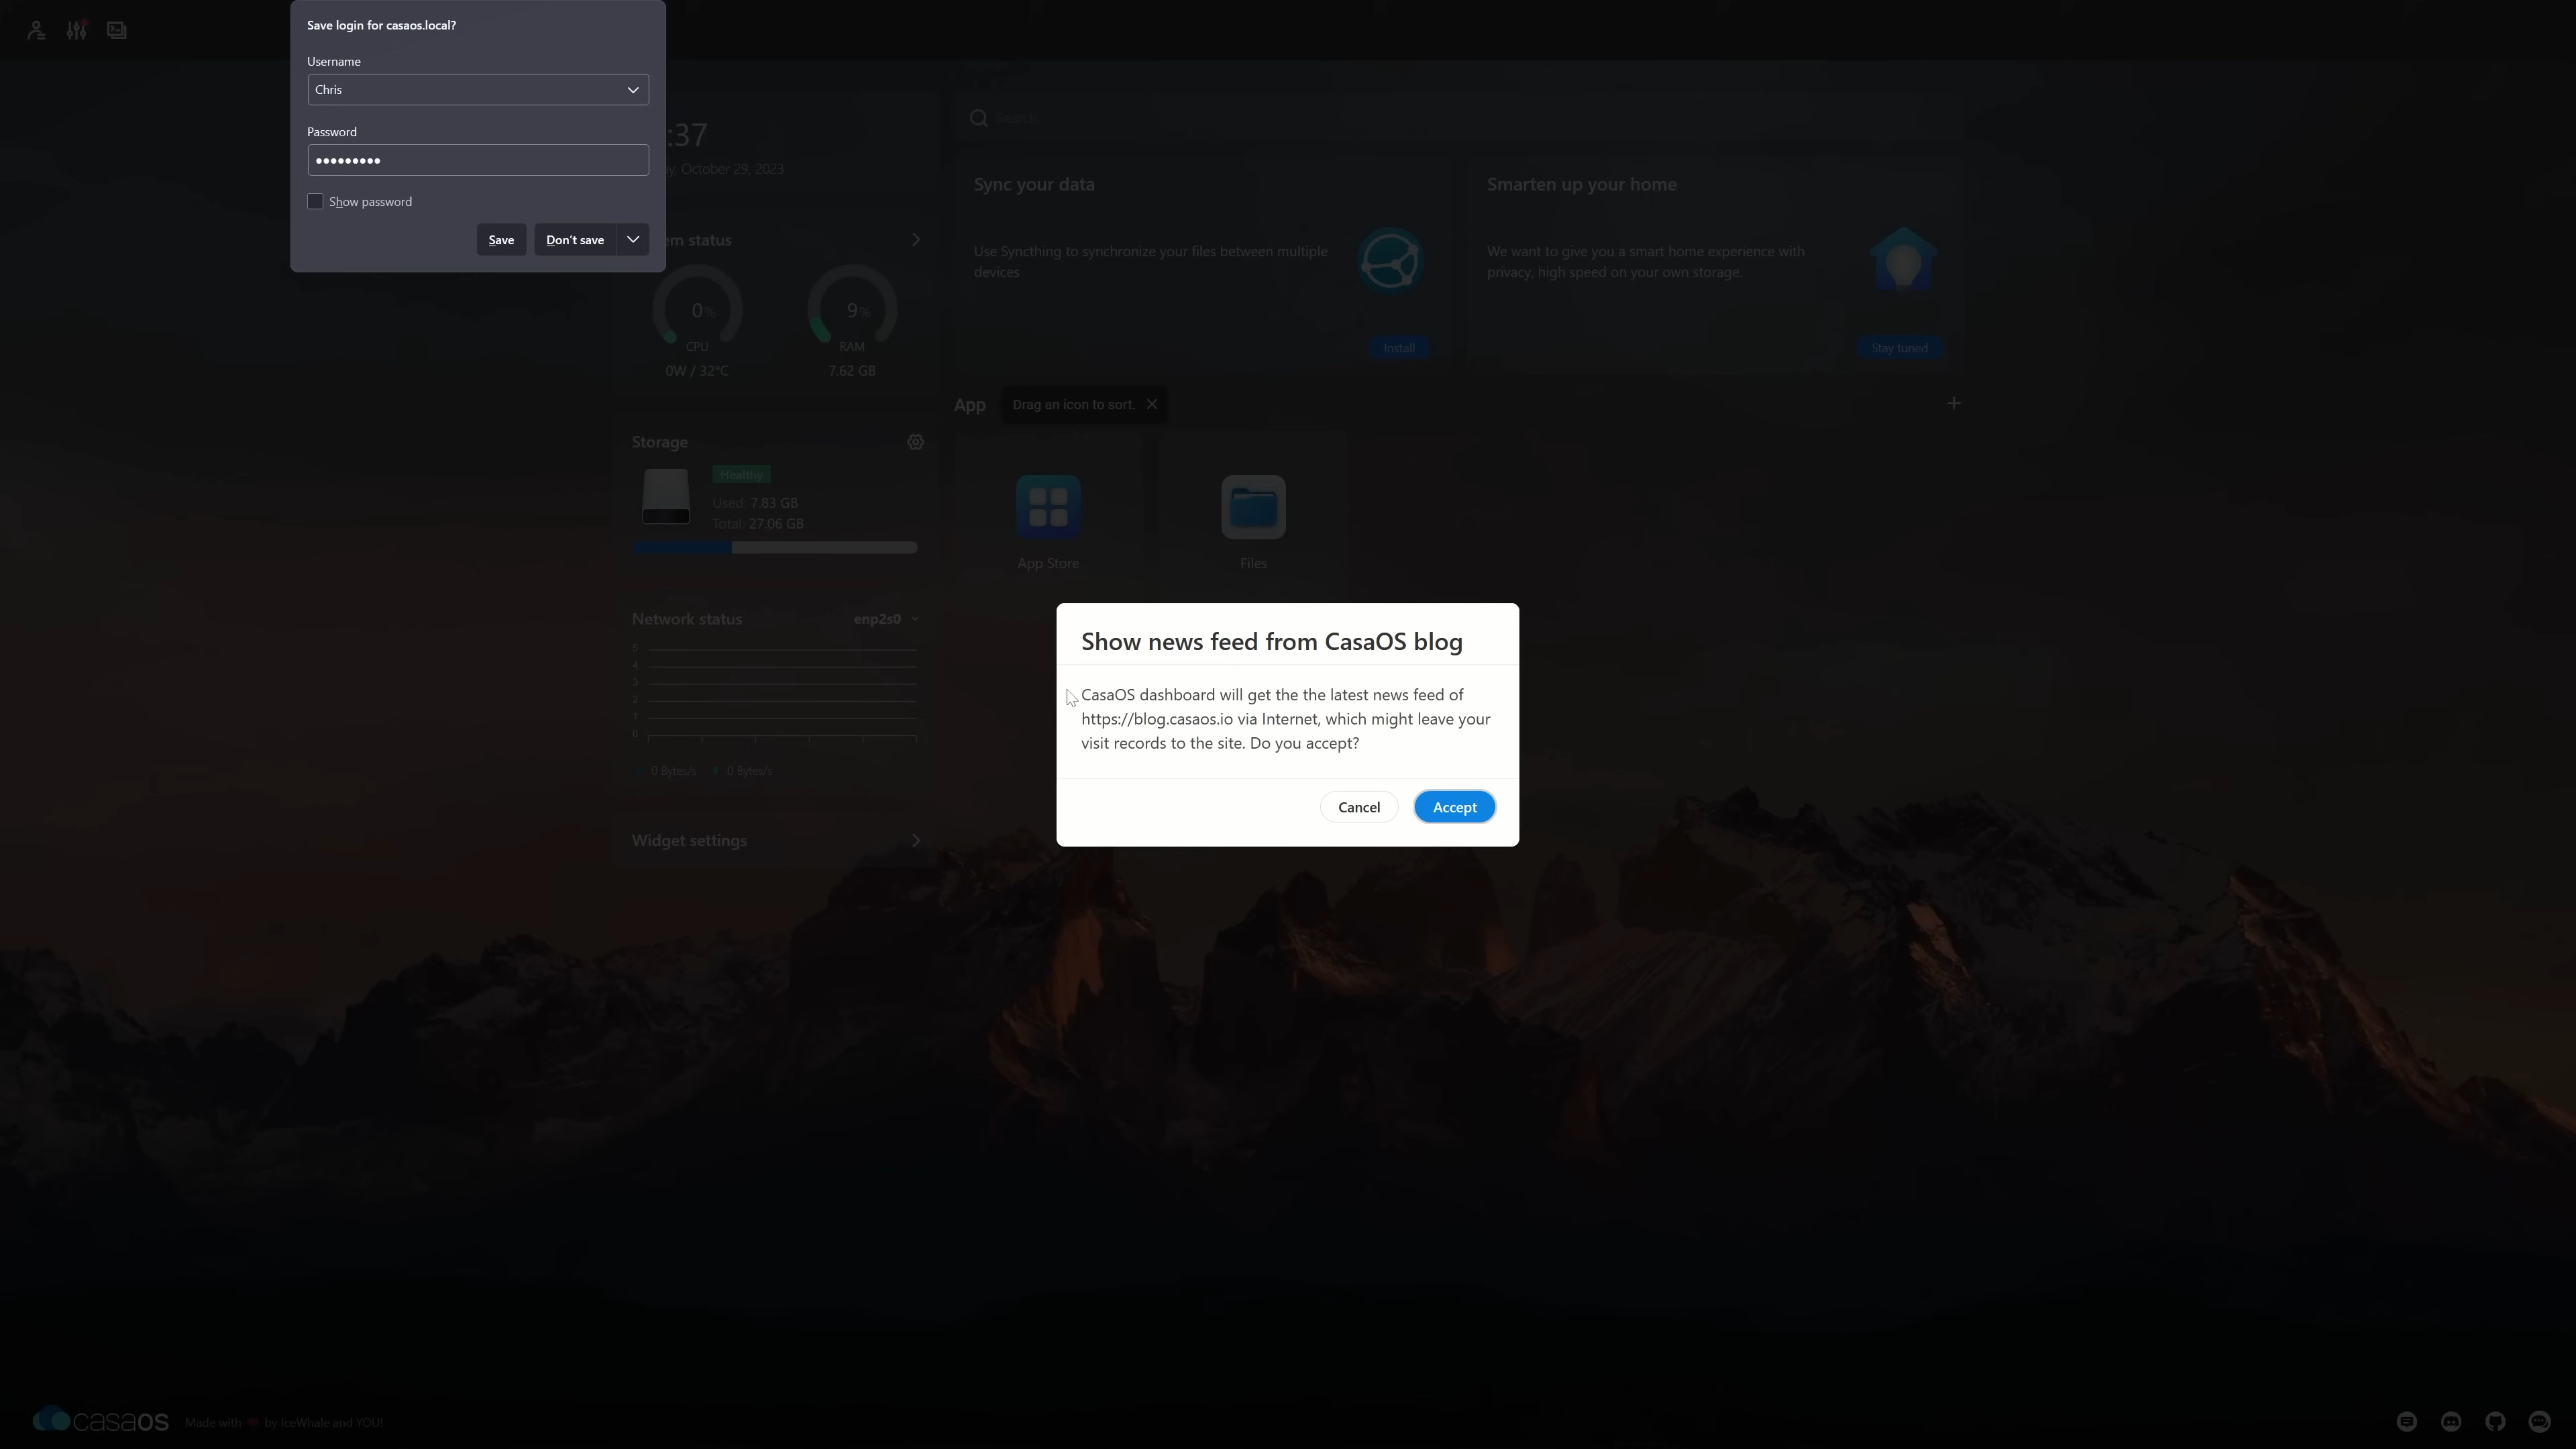 Save login for casaos.local?
Username
Chris
Password
•••••••••
Show password
Save
Don't save
:37
y, October 29, 2023
Search
Sync your data
Use Syncthing to synchronize your files between multiple
devices
Install
Smarten up your home
We want to give you a smart home experience with
privacy, high speed on your own storage.
Stay tuned
em status
0%
CPU
0W / 32°C
9%
RAM
7.62 GB
App
Drag an icon to sort.
Storage
Healthy
Used: 7.83 GB
Total: 27.06 GB
App Store
Files
Network status
enp2s0
5
4
3
2
1
0
0 Bytes/s
0 Bytes/s
Widget settings
Show news feed from CasaOS blog
CasaOS dashboard will get the the latest news feed of
https://blog.casaos.io via Internet, which might leave your
visit records to the site. Do you accept?
Cancel
Accept
casaos
Made with
by IceWhale and YOU!